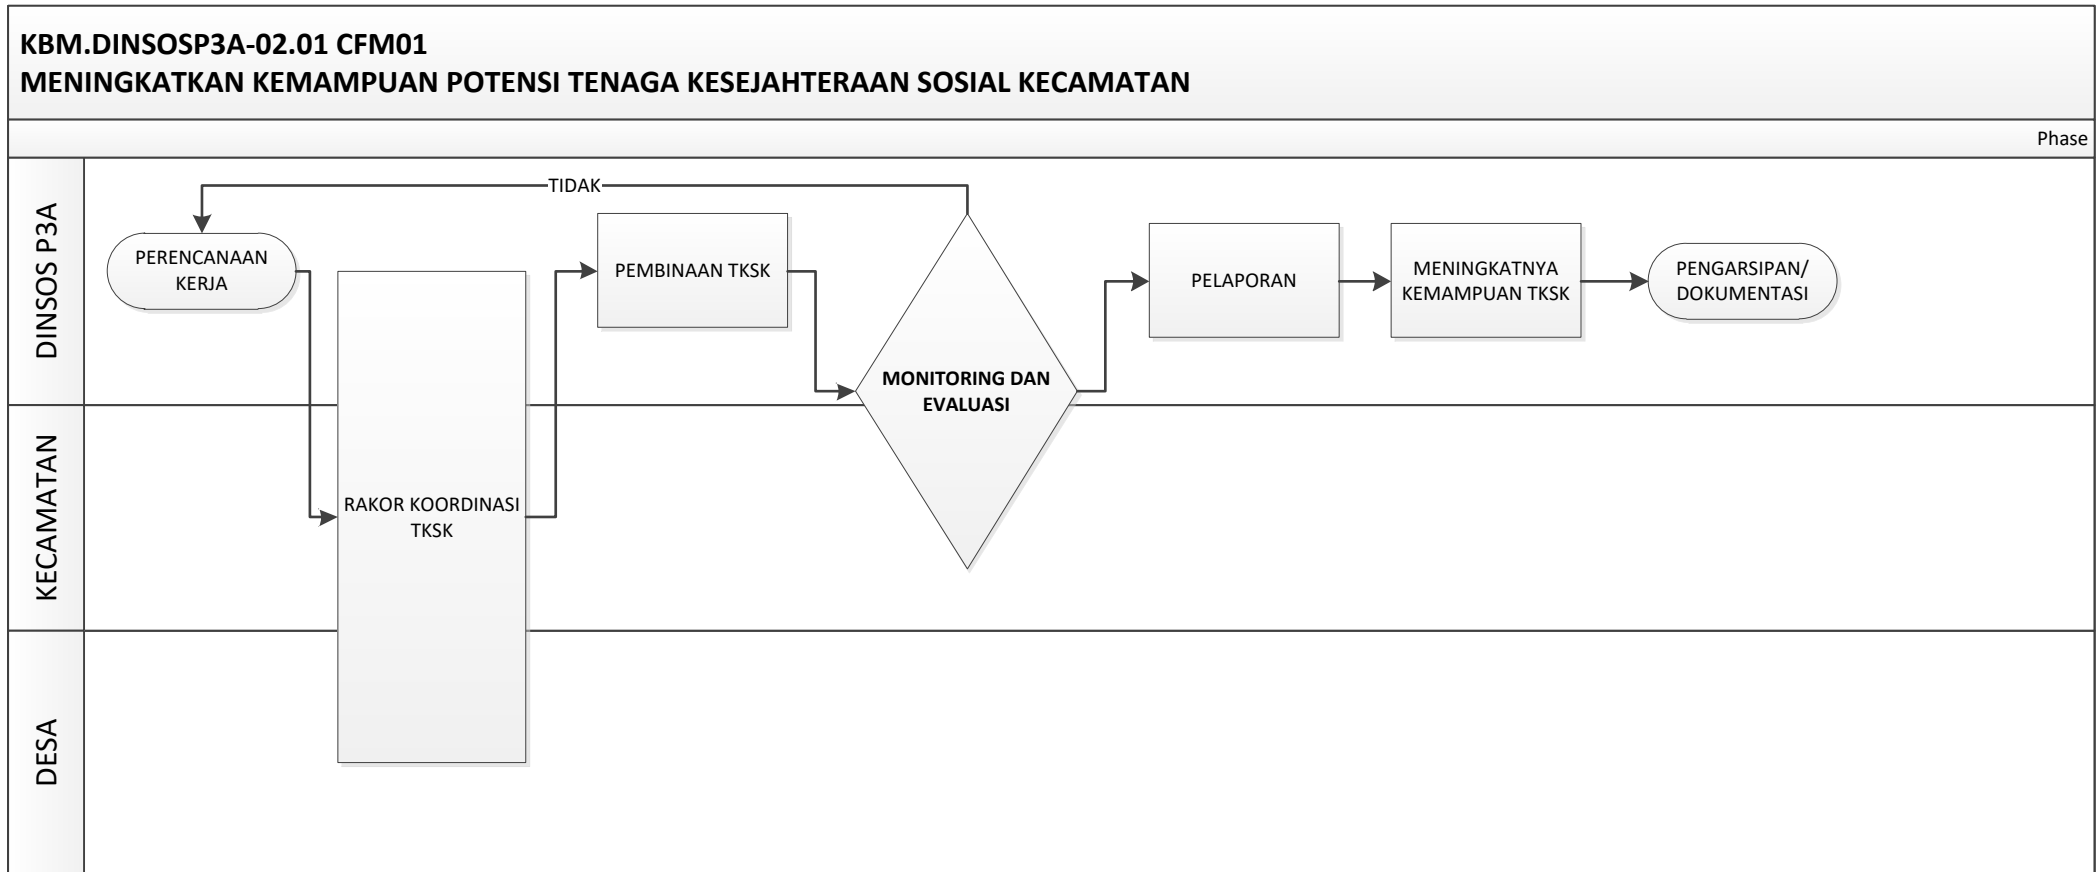 KBM.DINSOSP3A-02.01 CFM01
MENINGKATKAN KEMAMPUAN POTENSI TENAGA KESEJAHTERAAN SOSIAL KECAMATAN
Phase
DINSOS P3A
TIDAK
PERENCANAAN
KERJA
PEMBINAAN TKSK
PELAPORAN
MENINGKATNYA
KEMAMPUAN TKSK
PENGARSIPAN/
DOKUMENTASI
MONITORING DAN
EVALUASI
KECAMATAN
RAKOR KOORDINASI
TKSK
DESA